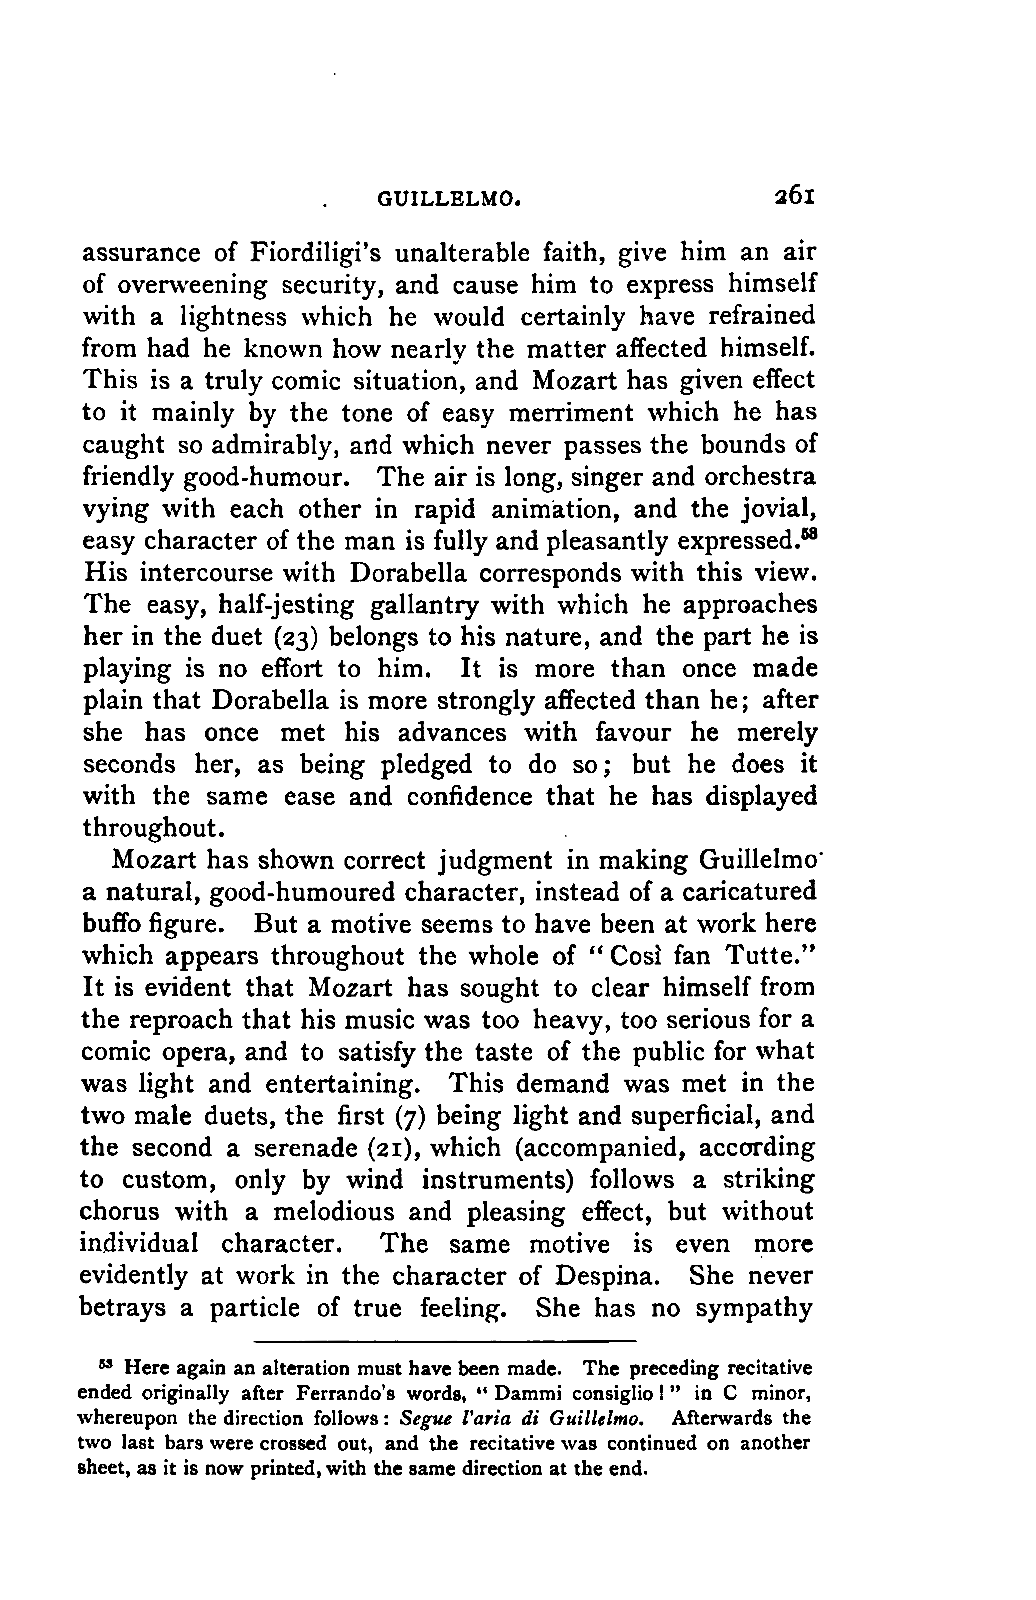 GUILLELMO. 261
assurance of Fiordiligi's unalterable faith, give him an air
of overweening security, and cause him to express himself
with a lightness which he would certainly have refrained
from had he known how nearly the matter affected himself.
This is a truly comic situation, and Mozart has given effect
to it mainly by the tone of easy merriment which he has
caught so admirably, and which never passes the bounds of
friendly good-humour. The air is long, singer and orchestra
vying with each other in rapid animation, and the jovial,
easy character of the man is fully and pleasantly expressed.⁵³
His intercourse with Dorabella corresponds with this view.
The easy, half-jesting gallantry with which he approaches
her in the duet (23) belongs to his nature, and the part he is
playing is no effort to him. It is more than once made
plain that Dorabella is more strongly affected than he; after
she has once met his advances with favour he merely
seconds her, as being pledged to do so; but he does it
with the same ease and confidence that he has displayed
throughout.
Mozart has shown correct judgment in making Guillelmo
a natural, good-humoured character, instead of a caricatured
buffo figure. But a motive seems to have been at work here
which appears throughout the whole of "Così fan Tutte."
It is evident that Mozart has sought to clear himself from
the reproach that his music was too heavy, too serious for a
comic opera, and to satisfy the taste of the public for what
was light and entertaining. This demand was met in the
two male duets, the first (7) being light and superficial, and
the second a serenade (21), which (accompanied, according
to custom, only by wind instruments) follows a striking
chorus with a melodious and pleasing effect, but without
individual character. The same motive is even more
evidently at work in the character of Despina. She never
betrays a particle of true feeling. She has no sympathy
⁵³ Here again an alteration must have been made. The preceding recitative
ended originally after Ferrando's words, "Dammi consiglio!" in C minor,
whereupon the direction follows: Segue l'aria di Guillelmo. Afterwards the
two last bars were crossed out, and the recitative was continued on another
sheet, as it is now printed, with the same direction at the end.